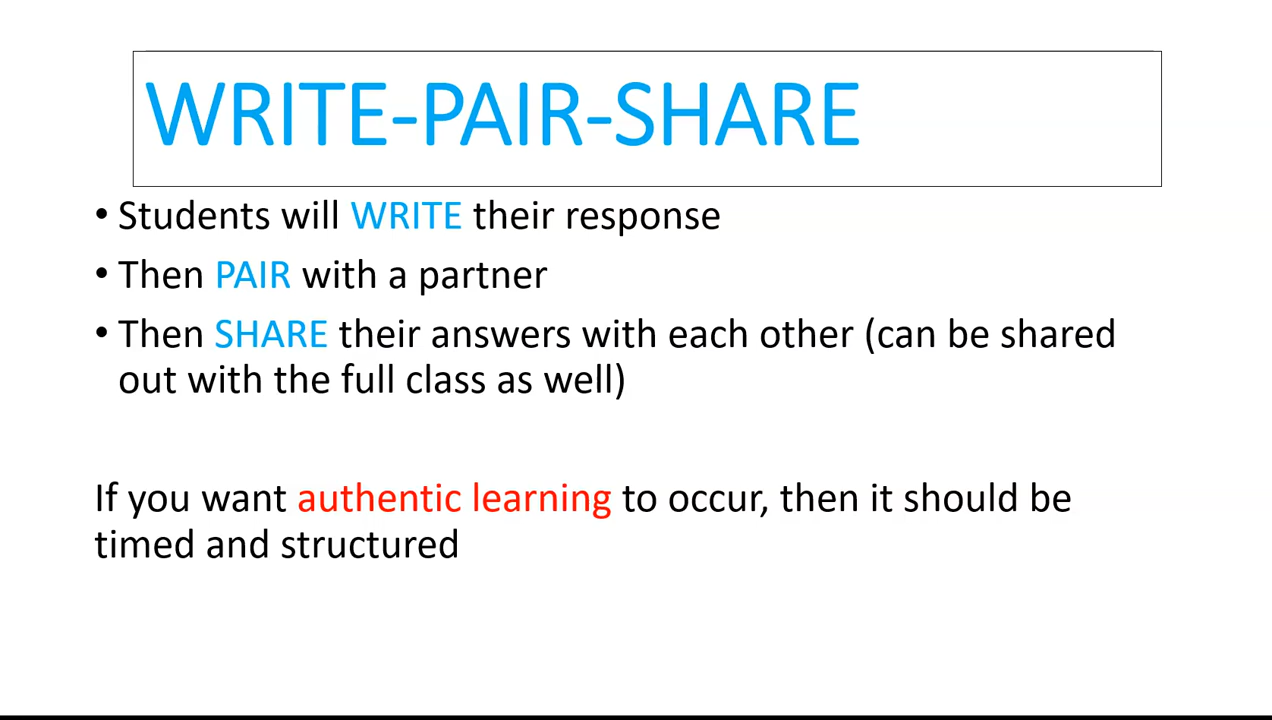 WRITE-PAIR-SHARE
• Students will WRITE their response
• Then PAIR with a partner
• Then SHARE their answers with each other (can be shared
out with the full class as well)
If you want authentic learning to occur, then it should be
timed and structured